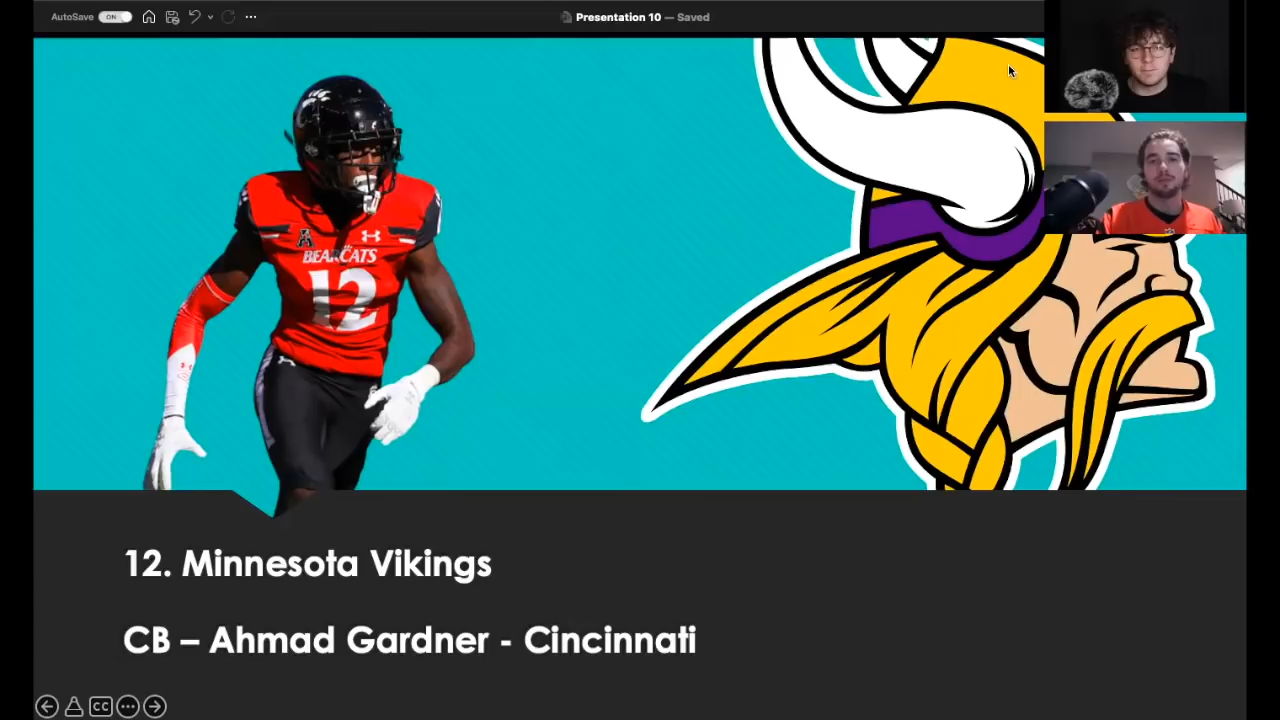 AutoSave ON
Presentation 10 — Saved
A
BEARCATS
12
12. Minnesota Vikings
CB – Ahmad Gardner - Cincinnati
CC